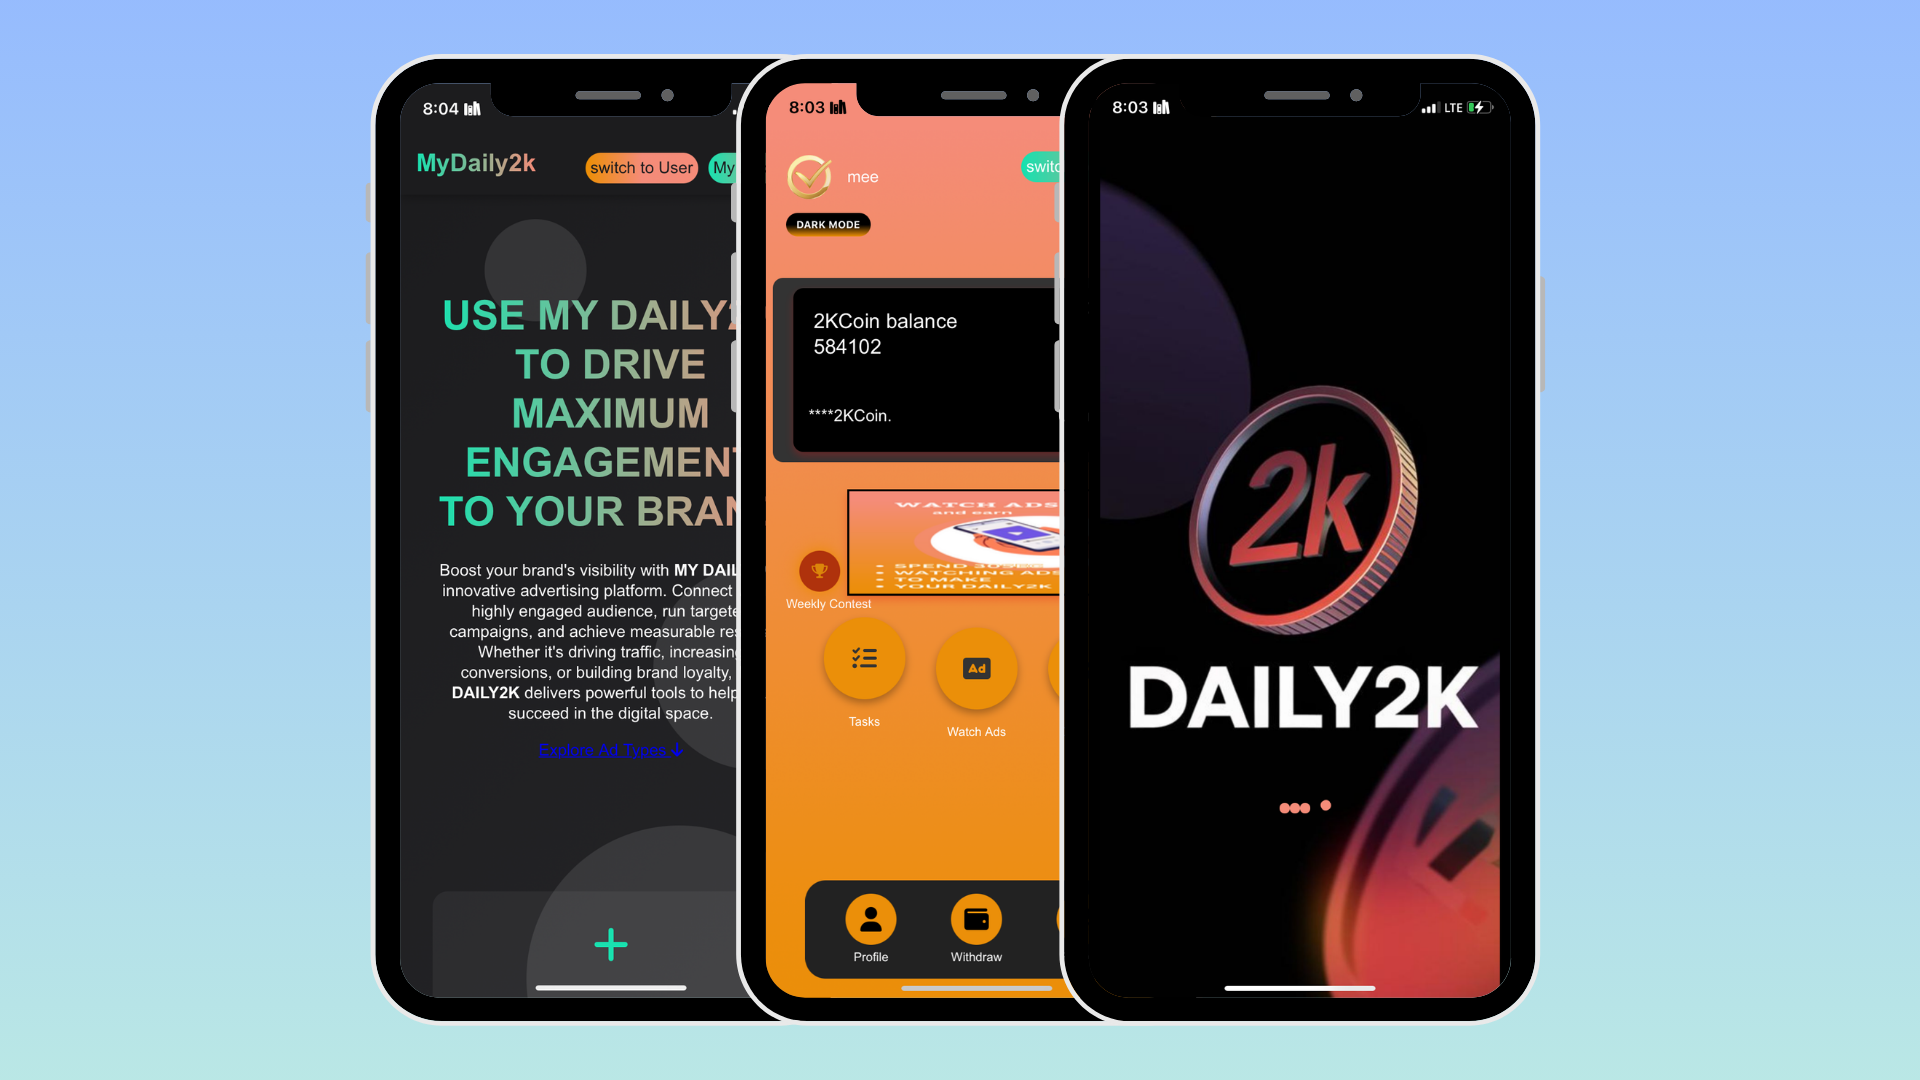 8:04
MyDaily2k
switch to User
My
USE MY DAILY2
TO DRIVE
MAXIMUM
ENGAGEMENT
TO YOUR BRAN
Boost your brand's visibility with MY DAIL
innovative advertising platform. Connect
highly engaged audience, run targete
campaigns, and achieve measurable res
Whether it's driving traffic, increasing
conversions, or building brand loyalty,
DAILY2K delivers powerful tools to help
succeed in the digital space.
Explore Ad Types ↓
8:03
mee
switc
DARK MODE
2KCoin balance
584102
****2KCoin.
WATCH ADS
and earn
SPEND 30
WATCHING ADS
TO MAKE
YOUR DAILY2K
Weekly Contest
Ad
Tasks
Watch Ads
Profile
Withdraw
8:03
LTE
2k
DAILY2K